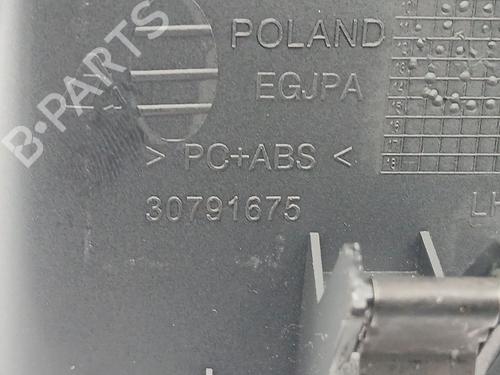 B-PARTS
POLAND
EGJPA
> PC+ABS <
30791675
LH